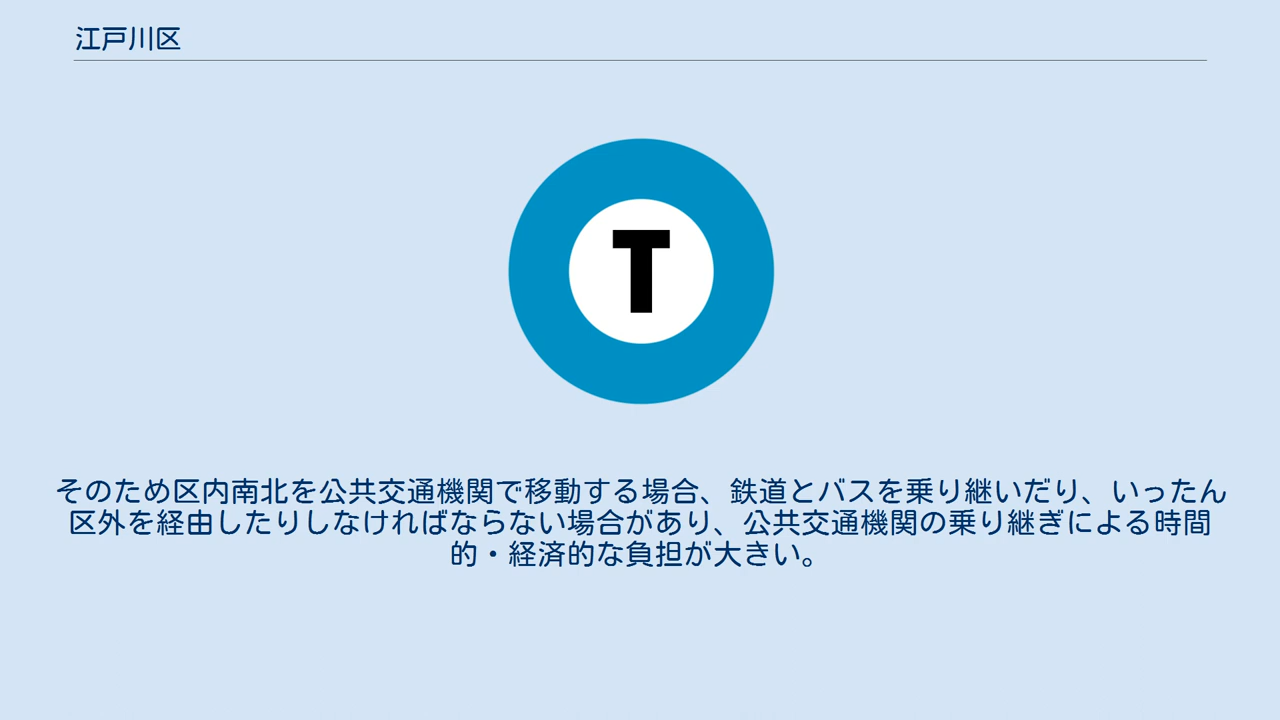 江戸川区
T
そのため区内南北を公共交通機関で移動する場合、鉄道とバスを乗り継いだり、いったん
区外を経由したりしなければならない場合があり、公共交通機関の乗り継ぎによる時間
的・経済的な負担が大きい。